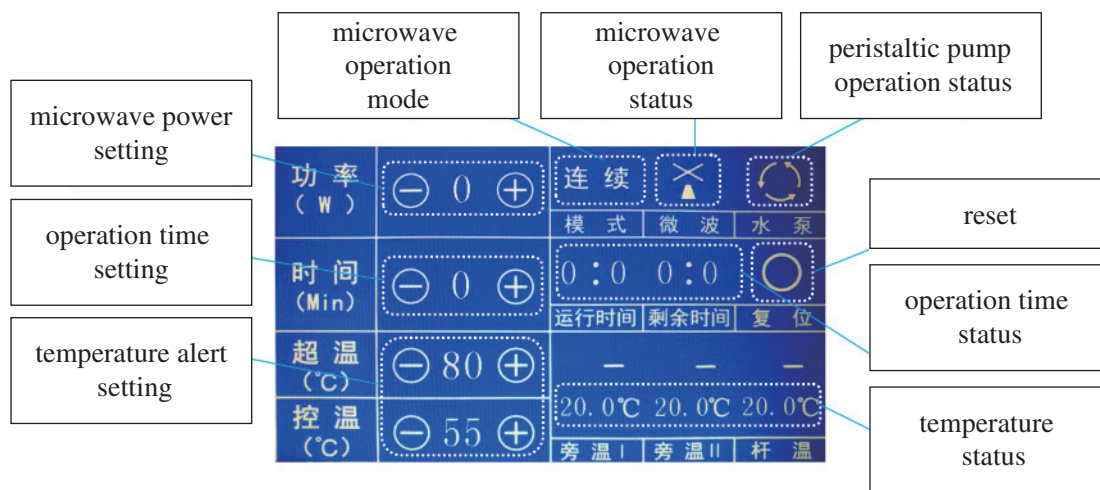 microwave
operation
mode
microwave
operation
status
peristaltic pump
operation status
microwave power
setting
operation time
setting
temperature alert
setting
reset
operation time
status
temperature
status
功 率
( W )
0
连 续
模 式
微 波
水 泵
时 间
(Min)
0
0:0
0:0
运行时间
剩余时间
复 位
超 温
(℃)
80
控 温
(℃)
55
20.0℃
20.0℃
20.0℃
旁 温 I
旁 温 II
杆 温